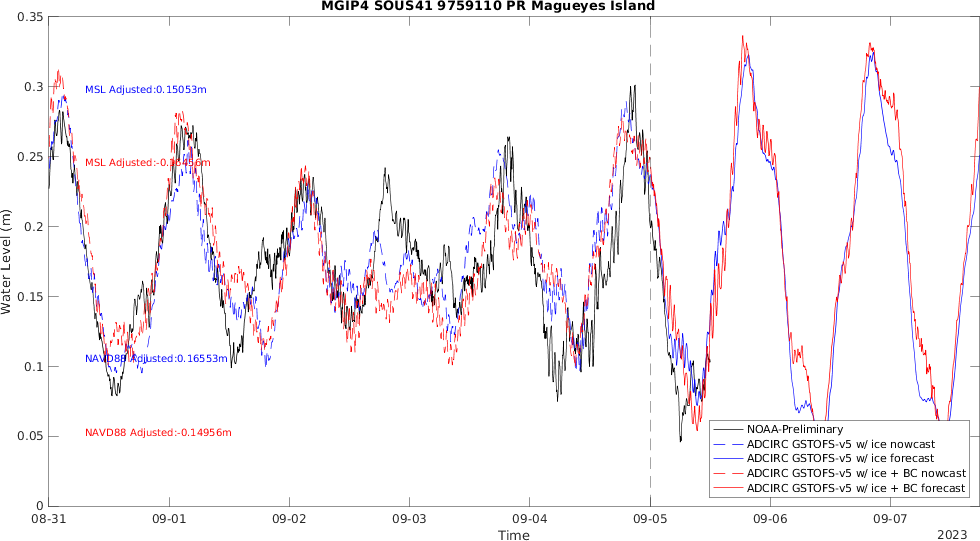 MGIP4 SOUS41 9759110 PR Magueyes Island
0.35
0.3
0.25
0.2
0.15
0.1
0.05
0
Water Level (m)
MSL Adjusted:0.15053m
MSL Adjusted:-0.16456m
NAVD88 Adjusted:0.16553m
NAVD88 Adjusted:-0.14956m
NOAA-Preliminary
ADCIRC GSTOFS-v5 w/ ice nowcast
ADCIRC GSTOFS-v5 w/ ice forecast
ADCIRC GSTOFS-v5 w/ ice + BC nowcast
ADCIRC GSTOFS-v5 w/ ice + BC forecast
08-31 09-01 09-02 09-03 09-04 09-05 09-06 09-07
Time
2023